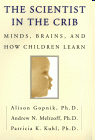 THE SCIENTIST
IN THE CRIB
MINDS, BRAINS, AND
HOW CHILDREN LEARN
Alison Gopnik, Ph.D.
Andrew N. Meltzoff, Ph.D.
Patricia K. Kuhl, Ph.D.